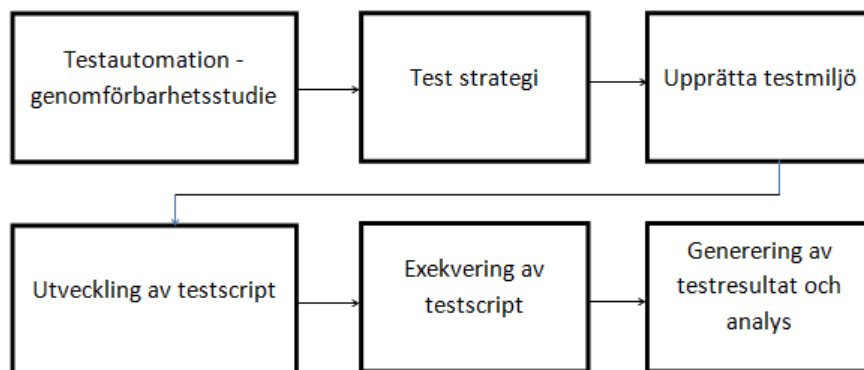 Testautomation -
genomförbarhetsstudie
Test strategi
Upprätta testmiljö
Utveckling av testscript
Exekvering av
testscript
Generering av
testresultat och
analys